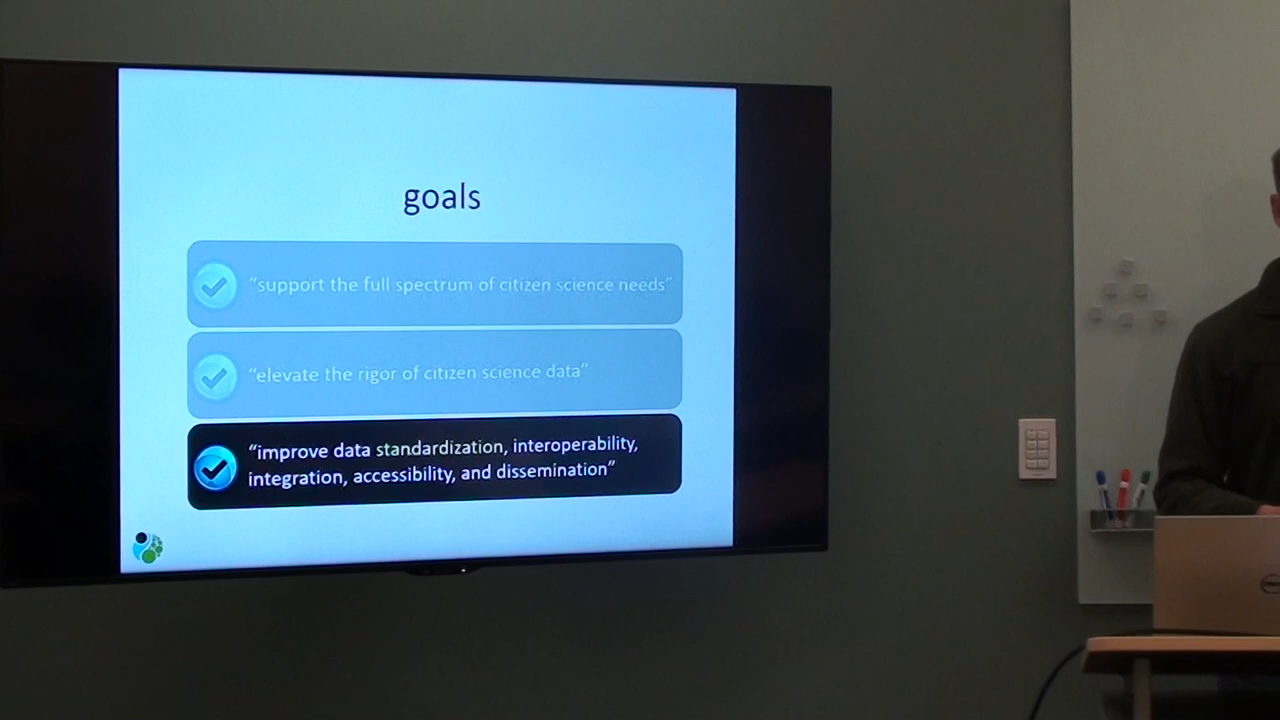 goals
“support the full spectrum of citizen science needs”
“elevate the rigor of citizen science data”
“improve data standardization, interoperability,
integration, accessibility, and dissemination”